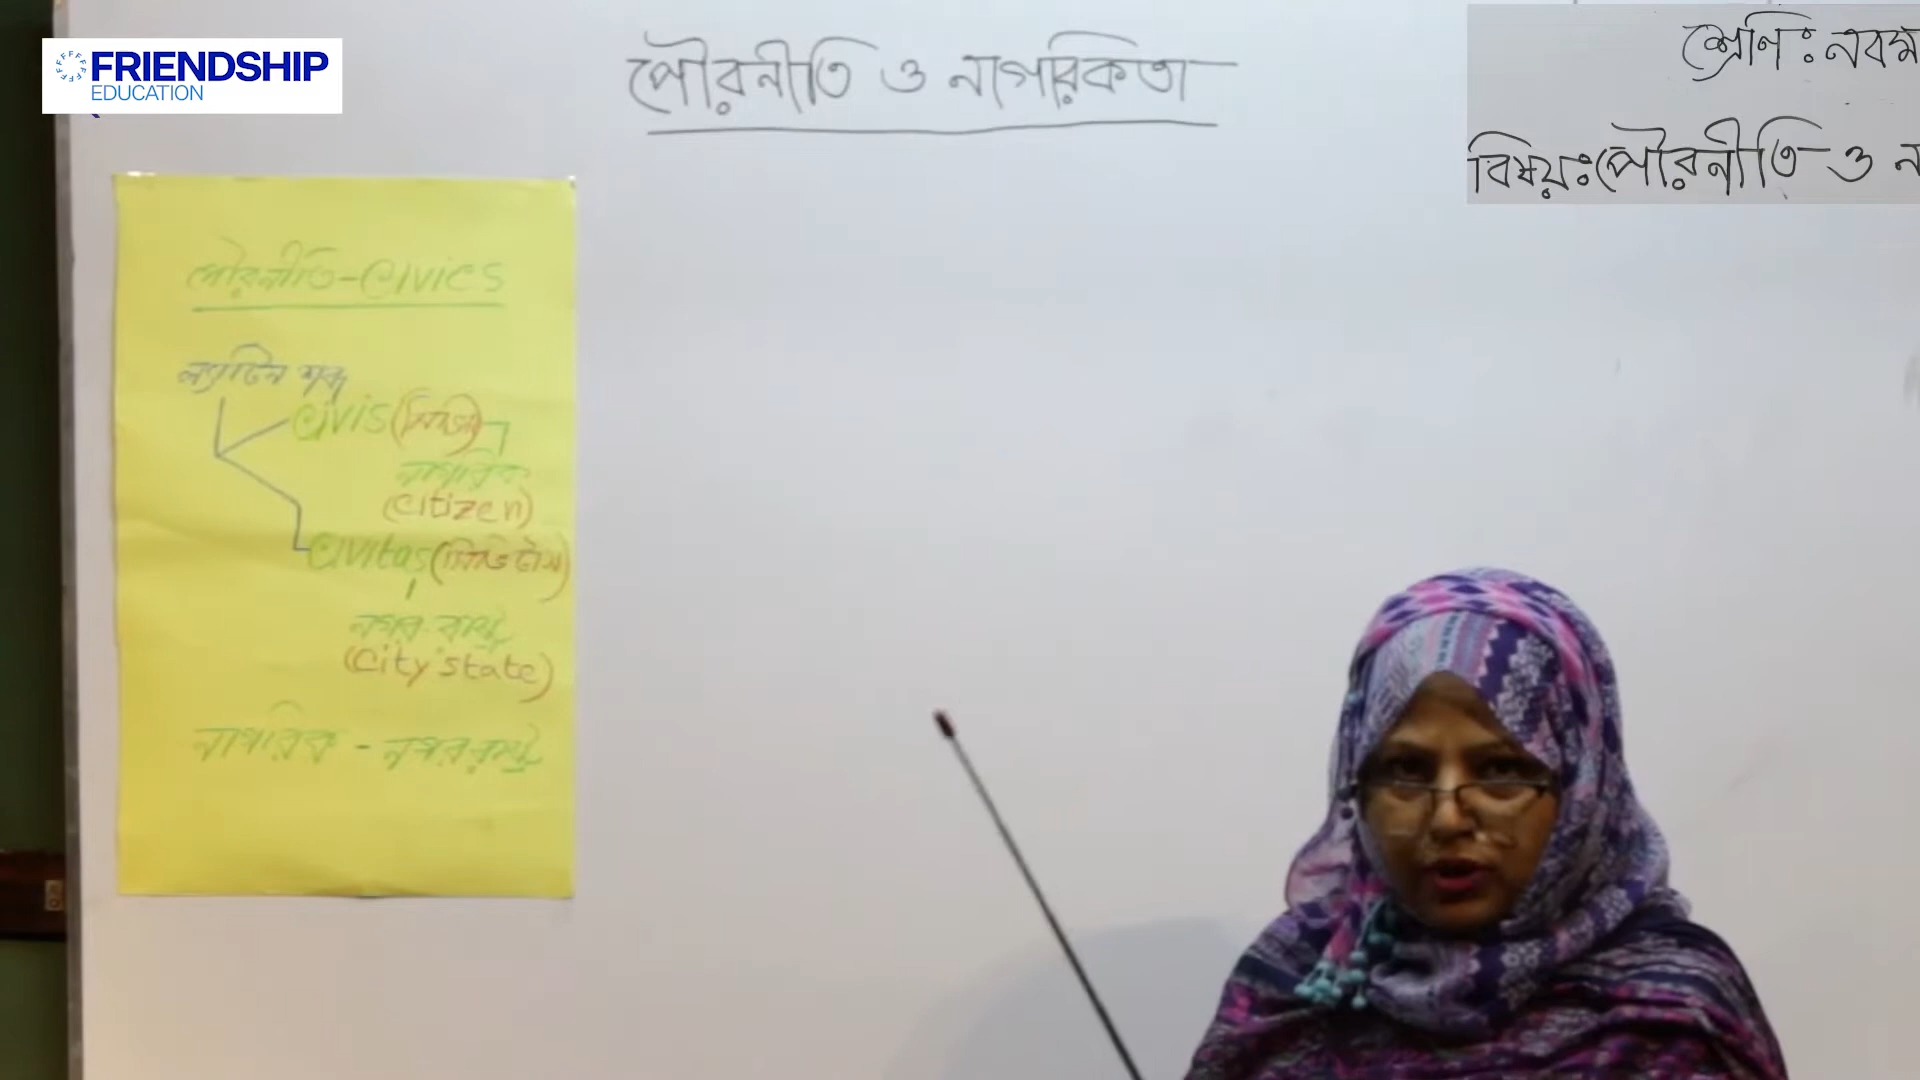 FRIENDSHIP
EDUCATION
পৌরনীতি ও নাগরিকতা
শ্রেণি : নবম
বিষয়ঃ পৌরনীতি ও ন
পৌরনীতি-Civics
ল্যাটিন শব্দ
Civis (সিভিস)
নাগরিক
(Citizen)
Civitas (সিভিটাস)
নগর-রাষ্ট্র
(City state)
নাগরিক - নগররাষ্ট্র